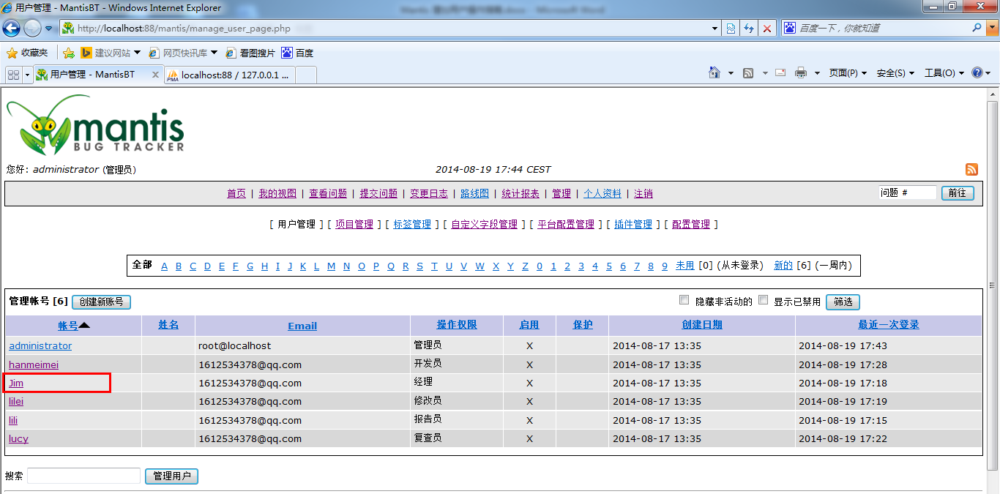 用户管理 - MantisBT - Windows Internet Explorer
http://localhost:88/mantis/manage_user_page.php
百度一下,你就知道
收藏夹 建议网站 网页快讯库 看图搜片 百度
用户管理 - MantisBT
localhost:88 / 127.0.0.1 ...
页面(P) 安全(S) 工具(O)
mantis
BUG TRACKER
您好: administrator (管理员)
2014-08-19 17:44 CEST
首页 | 我的视图 | 查看问题 | 提交问题 | 变更日志 | 路线图 | 统计报表 | 管理 | 个人资料 | 注销
问题 # 前往
[ 用户管理 ] [ 项目管理 ] [ 标签管理 ] [ 自定义字段管理 ] [ 平台配置管理 ] [ 插件管理 ] [ 配置管理 ]
全部 A B C D E F G H I J K L M N O P Q R S T U V W X Y Z 0 1 2 3 4 5 6 7 8 9 未用 [0] (从未登录) 新的 [6] (一周内)
管理帐号 [6] 创建新账号 隐藏非活动的 显示已禁用 筛选
帐号 姓名 Email 操作权限 启用 保护 创建日期 最近一次登录
administrator root@localhost 管理员 X 2014-08-17 13:35 2014-08-19 17:43
hanmeimei 1612534378@qq.com 开发员 X 2014-08-17 13:35 2014-08-19 17:28
Jim 1612534378@qq.com 经理 X 2014-08-17 13:35 2014-08-19 17:18
lilei 1612534378@qq.com 修改员 X 2014-08-17 13:35 2014-08-19 17:19
lili 1612534378@qq.com 报告员 X 2014-08-17 13:35 2014-08-19 17:15
lucy 1612534378@qq.com 复查员 X 2014-08-17 13:35 2014-08-19 17:22
搜索 管理用户